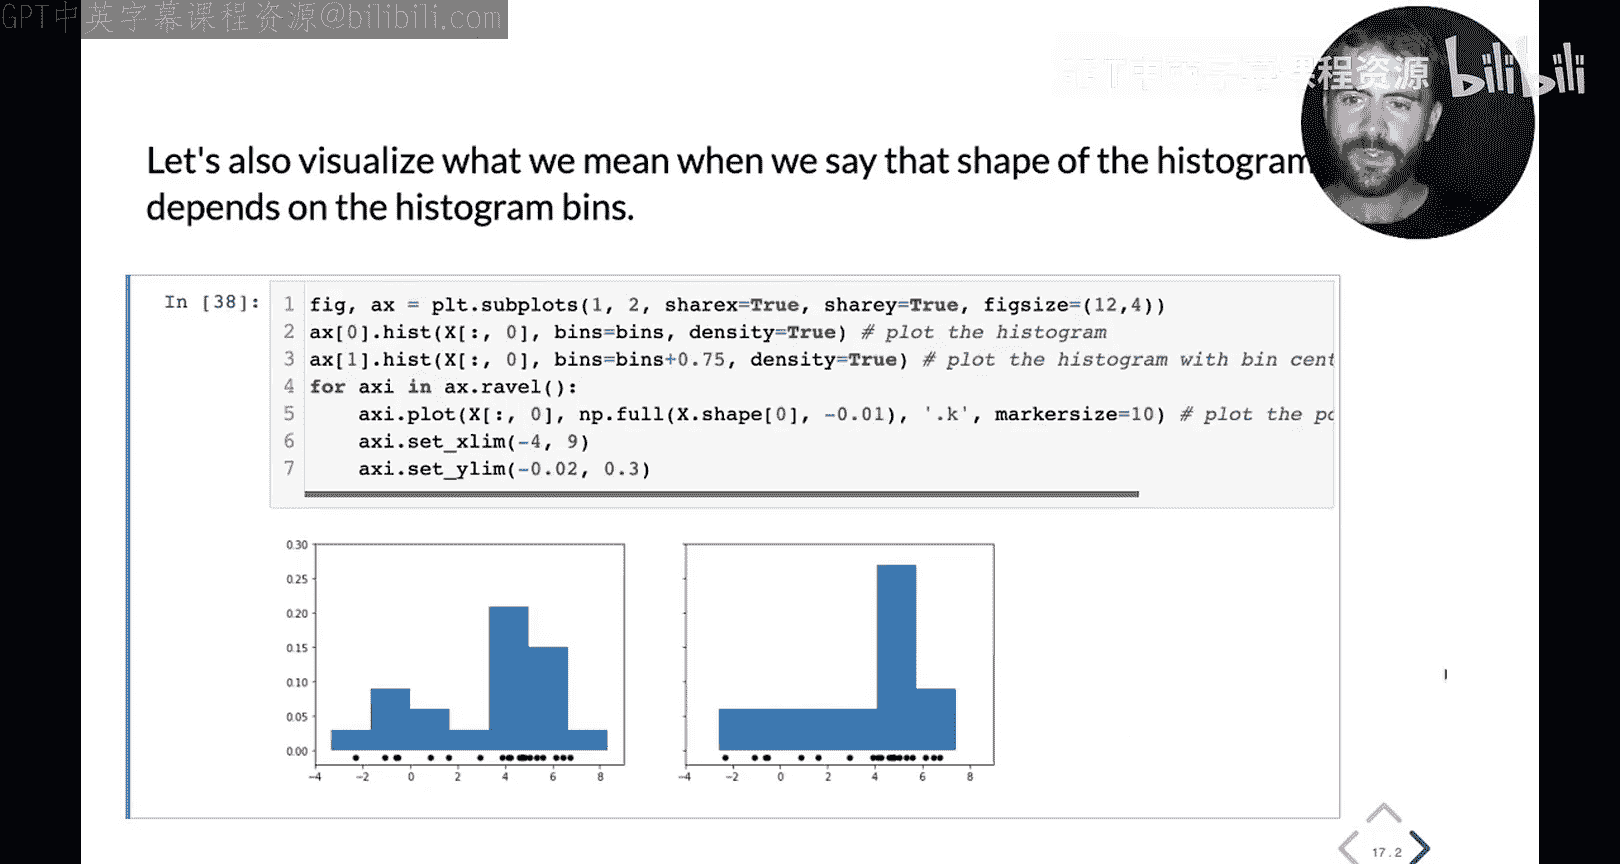 GPT中英字幕课程资源@bilibili.com
课程资源 bilibili
Let's also visualize what we mean when we say that shape of the histogram
depends on the histogram bins.
In [38]:
1 fig, ax = plt.subplots(1, 2, sharex=True, sharey=True, figsize=(12,4))
2 ax[0].hist(X[:, 0], bins=bins, density=True) # plot the histogram
3 ax[1].hist(X[:, 0], bins=bins+0.75, density=True) # plot the histogram with bin cent
4 for axi in ax.ravel():
5     axi.plot(X[:, 0], np.full(X.shape[0], -0.01), '.k', markersize=10) # plot the po
6     axi.set_xlim(-4, 9)
7     axi.set_ylim(-0.02, 0.3)
0.30
0.25
0.20
0.15
0.10
0.05
0.00
−4 −2 0 2 4 6 8
−4 −2 0 2 4 6 8
17.2